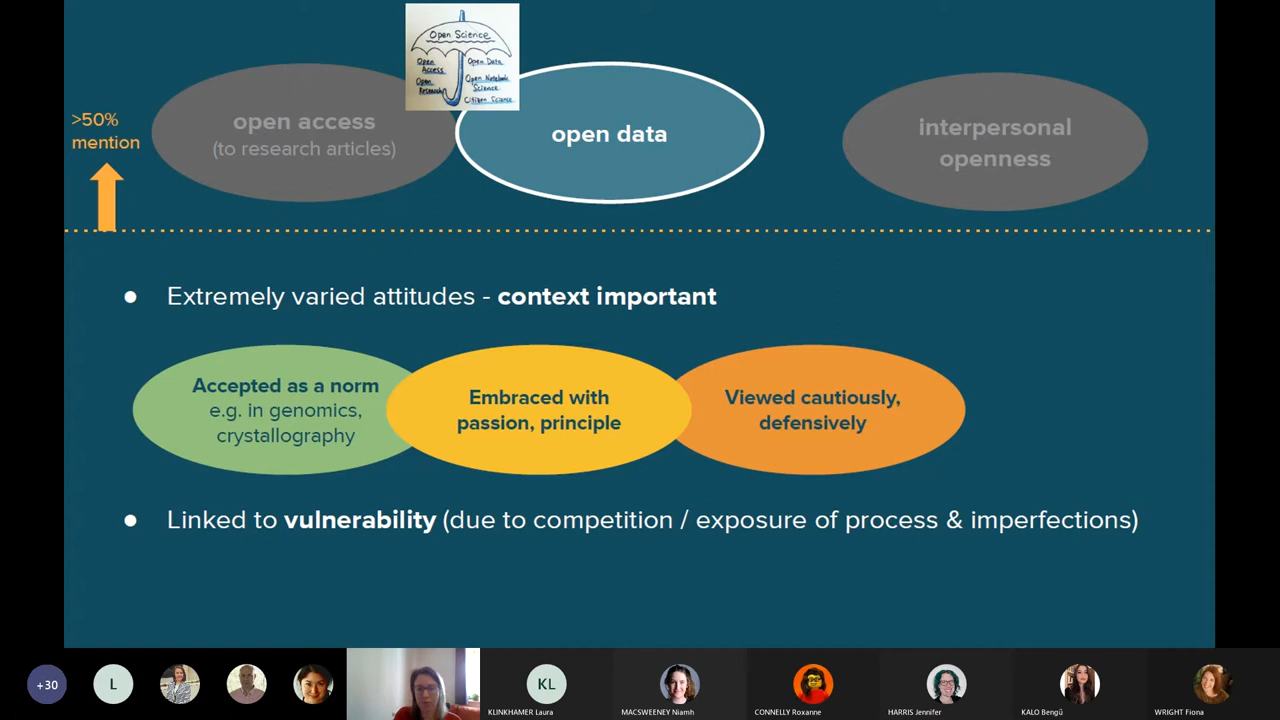 Open Science
Open
Access
Open
Research
Open Data
Open Notebook
Science
Citizen Science
>50%
mention
open access
(to research articles)
open data
interpersonal
openness
● Extremely varied attitudes - context important
Accepted as a norm
e.g. in genomics,
crystallography
Embraced with
passion, principle
Viewed cautiously,
defensively
● Linked to vulnerability (due to competition / exposure of process & imperfections)
+30
L
KL
KLINKHAMER Laura
MACSWEENEY Niamh
CONNELLY Roxanne
HARRIS Jennifer
KALO Bengü
WRIGHT Fiona